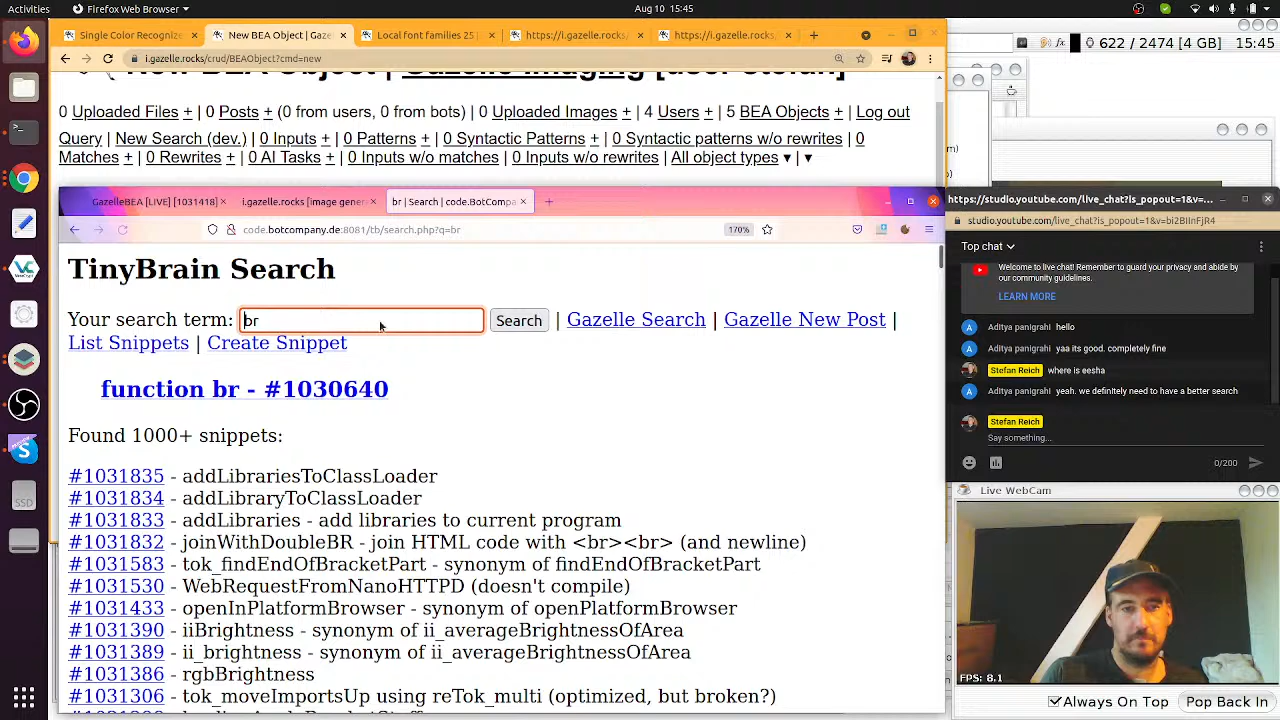 Activities
Firefox Web Browser
Aug 10 15:45
Single Color Recognize
New BEA Object | Gaze
Local font families 25 |
https://i.gazelle.rocks/
https://i.gazelle.rocks/
i.gazelle.rocks/crud/BEAObject?cmd=new
622 / 2474 [4 GB]
15:45
New BEA Object | Gazelle Imaging [user stefan]
0 Uploaded Files + | 0 Posts + (0 from users, 0 from bots) | 0 Uploaded Images + | 4 Users + | 5 BEA Objects + | Log out
Query | New Search (dev.) | 0 Inputs + | 0 Patterns + | 0 Syntactic Patterns + | 0 Syntactic patterns w/o rewrites | 0
Matches + | 0 Rewrites + | 0 AI Tasks + | 0 Inputs w/o matches | 0 Inputs w/o rewrites | All object types ▾ | ▾
GazelleBEA [LIVE] [1031418]
i.gazelle.rocks [image gener
br | Search | code.BotCompa
code.botcompany.de:8081/tb/search.php?q=br
170%
TinyBrain Search
Your search term: br Search | Gazelle Search | Gazelle New Post |
List Snippets | Create Snippet
function br - #1030640
Found 1000+ snippets:
#1031835 - addLibrariesToClassLoader
#1031834 - addLibraryToClassLoader
#1031833 - addLibraries - add libraries to current program
#1031832 - joinWithDoubleBR - join HTML code with <br><br> (and newline)
#1031583 - tok_findEndOfBracketPart - synonym of findEndOfBracketPart
#1031530 - WebRequestFromNanoHTTPD (doesn't compile)
#1031433 - openInPlatformBrowser - synonym of openPlatformBrowser
#1031390 - iiBrightness - synonym of ii_averageBrightnessOfArea
#1031389 - ii_brightness - synonym of ii_averageBrightnessOfArea
#1031386 - rgbBrightness
#1031306 - tok_moveImportsUp using reTok_multi (optimized, but broken?)
https://studio.youtube.com/live_chat?is_popout=1&v=...
studio.youtube.com/live_chat?is_popout=1&v=bi2BIInFjR4
Top chat
Welcome to live chat! Remember to guard your privacy and abide by
our community guidelines.
LEARN MORE
Aditya panigrahi hello
Aditya panigrahi yaa its good. completely fine
Stefan Reich where is eesha
Aditya panigrahi yeah. we definitely need to have a better search
Stefan Reich
Say something...
0/200
Live WebCam
FPS: 8.1
Always On Top
Pop Back In
SSD